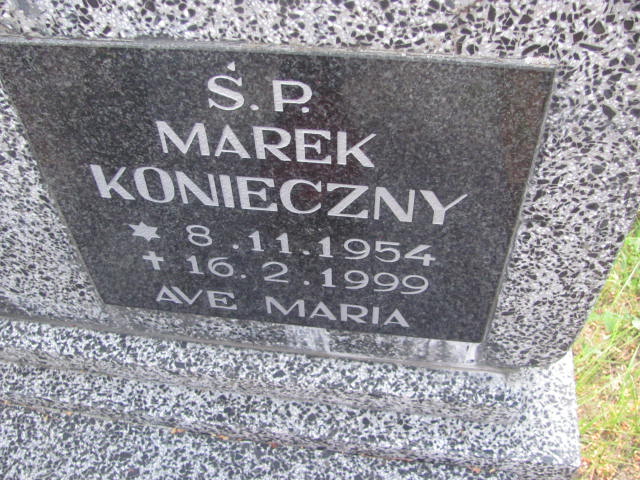 Ś.P.
MAREK
KONIECZNY
* 8.11.1954
✝ 16.2.1999
AVE MARIA